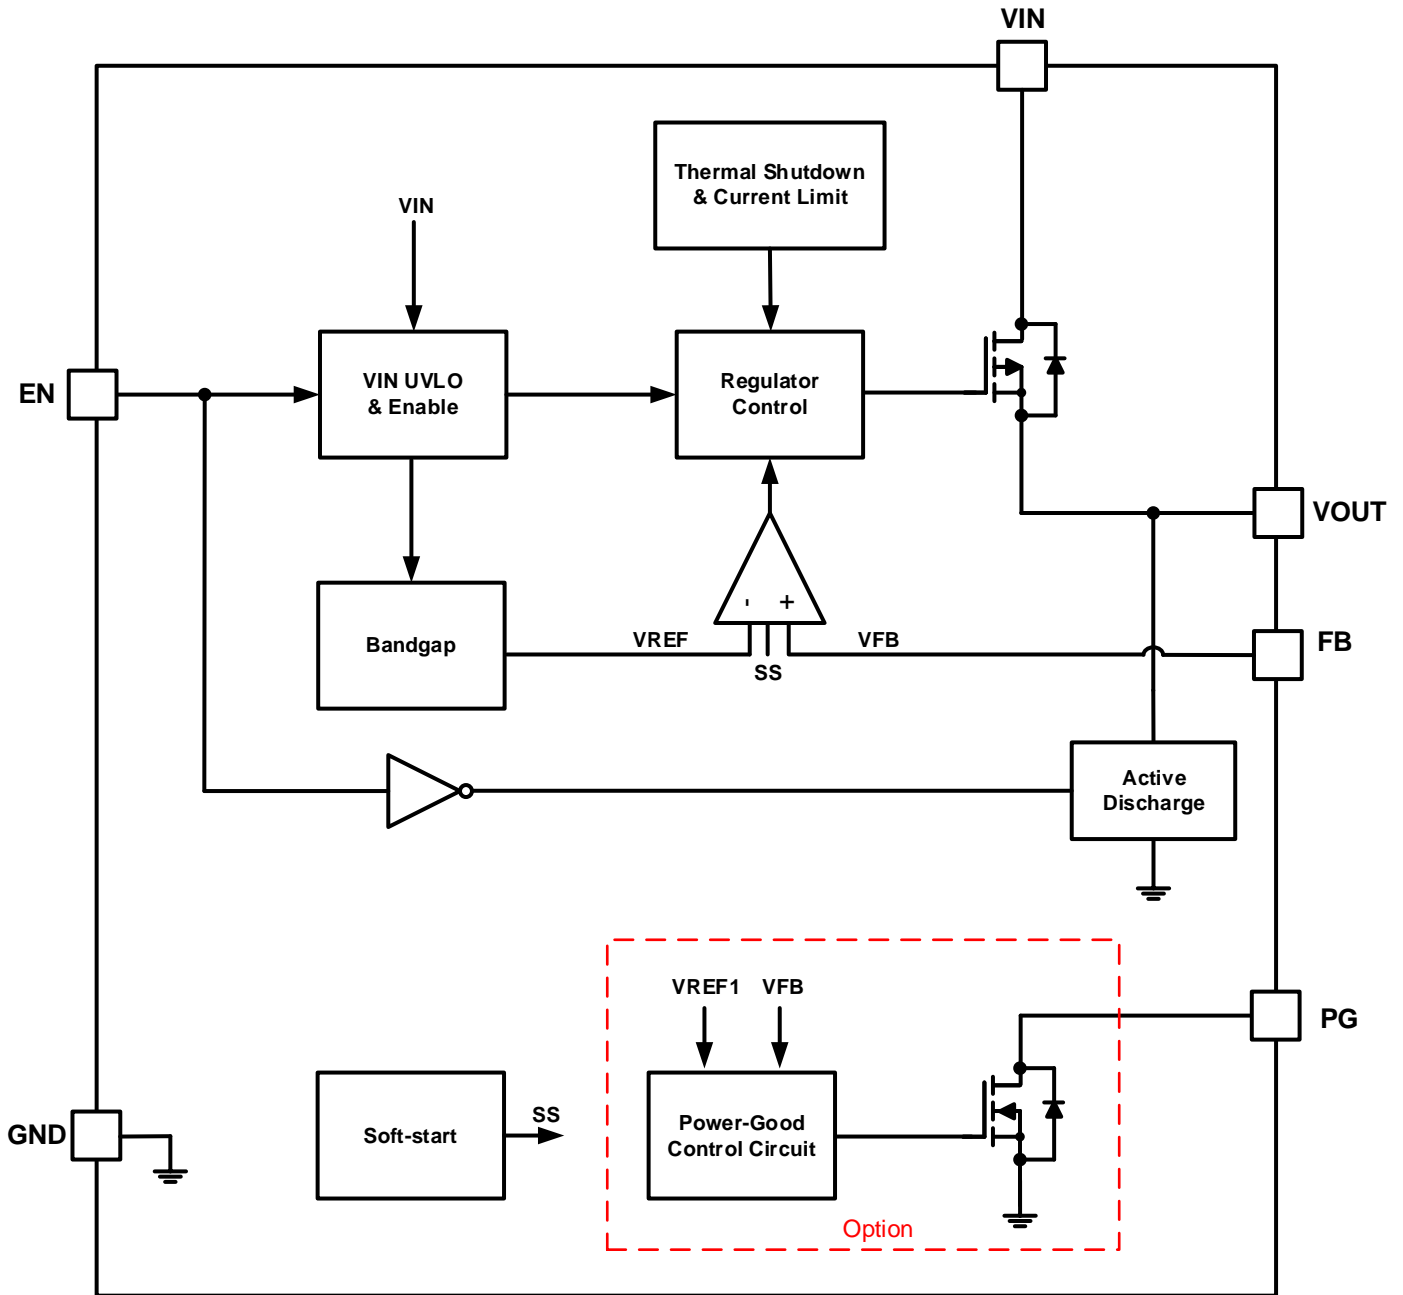 VIN
Thermal Shutdown
& Current Limit
VIN
EN
VIN UVLO
& Enable
Regulator
Control
VOUT
- +
Bandgap
VREF
SS
VFB
FB
Active
Discharge
VREF1 VFB
PG
GND
Soft-start
SS
Power-Good
Control Circuit
Option